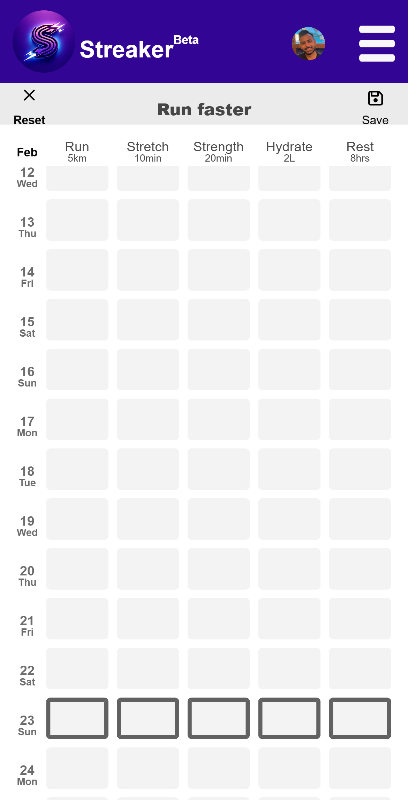 Streaker Beta
Reset
Run faster
Save
Feb
Run
5km
Stretch
10min
Strength
20min
Hydrate
2L
Rest
8hrs
12
Wed
13
Thu
14
Fri
15
Sat
16
Sun
17
Mon
18
Tue
19
Wed
20
Thu
21
Fri
22
Sat
23
Sun
24
Mon